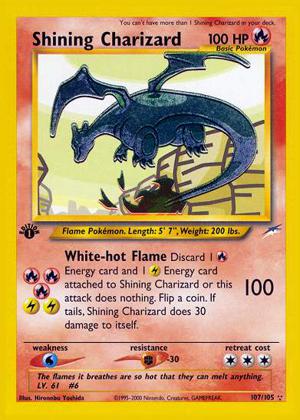 You can't have more than 1 Shining Charizard in your deck.
Shining Charizard 100 HP
Basic Pokémon
Flame Pokémon. Length: 5' 7", Weight: 200 lbs.
EDITION
1
White-hot Flame Discard 1
Energy card and 1 Energy card
attached to Shining Charizard or this
attack does nothing. Flip a coin. If
tails, Shining Charizard does 30
damage to itself.
100
weakness resistance retreat cost
-30
The flames it breathes are so hot that they can melt anything.
LV. 61 #6
Illus. Hironobu Yoshida ©1995-2000 Nintendo, Creatures, GAMEFREAK. 107/105